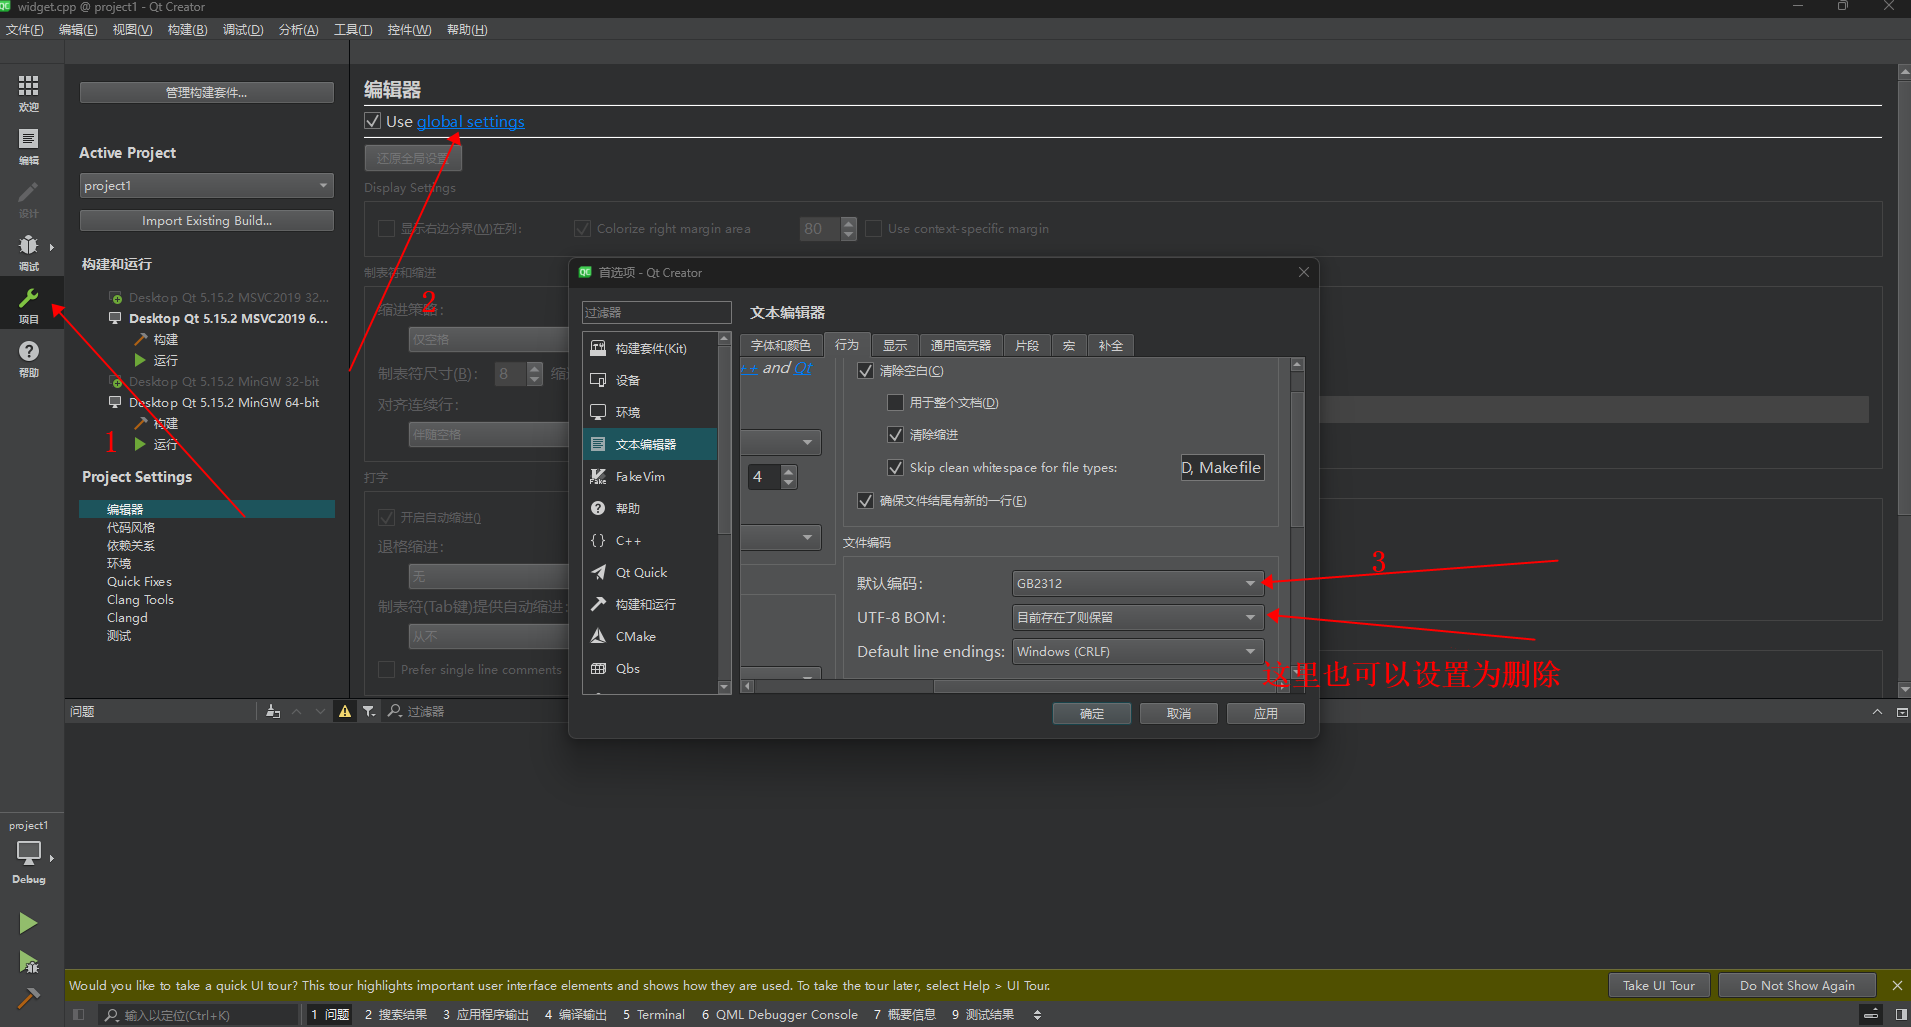 widget.cpp @ project1 - Qt Creator
文件(F) 编辑(E) 视图(V) 构建(B) 调试(D) 分析(A) 工具(T) 控件(W) 帮助(H)
欢迎
编辑
设计
调试
项目
帮助
管理构建套件...
Active Project
project1
Import Existing Build...
构建和运行
Desktop Qt 5.15.2 MSVC2019 32...
Desktop Qt 5.15.2 MSVC2019 6...
构建
运行
Desktop Qt 5.15.2 MinGW 32-bit
Desktop Qt 5.15.2 MinGW 64-bit
构建
运行
1
Project Settings
编辑器
代码风格
依赖关系
环境
Quick Fixes
Clang Tools
Clangd
测试
编辑器
Use global settings
还原全局设置
Display Settings
显示右边分界(M)在列: Colorize right margin area 80 Use context-specific margin
制表符和缩进
2
缩进策略:
仅空格
制表符尺寸(B): 8
对齐连续行:
伴随空格
打字
开启自动缩进()
退格缩进:
无
制表符(Tab键)提供自动缩进:
从不
Prefer single line comments
首选项 - Qt Creator
过滤器
构建套件(Kit)
设备
环境
文本编辑器
FakeVim
帮助
C++
Qt Quick
构建和运行
CMake
Qbs
文本编辑器
字体和颜色 行为 显示 通用高亮器 片段 宏 补全
++ and Qt
4
清除空白(C)
用于整个文档(D)
清除缩进
Skip clean whitespace for file types: D, Makefile
确保文件结尾有新的一行(E)
文件编码
默认编码: GB2312
3
UTF-8 BOM: 目前存在了则保留
Default line endings: Windows (CRLF)
这里也可以设置为删除
确定 取消 应用
问题
过滤器
project1
Debug
Would you like to take a quick UI tour? This tour highlights important user interface elements and shows how they are used. To take the tour later, select Help > UI Tour.
Take UI Tour Do Not Show Again
输入以定位(Ctrl+K) 1 问题 2 搜索结果 3 应用程序输出 4 编译输出 5 Terminal 6 QML Debugger Console 7 概要信息 9 测试结果